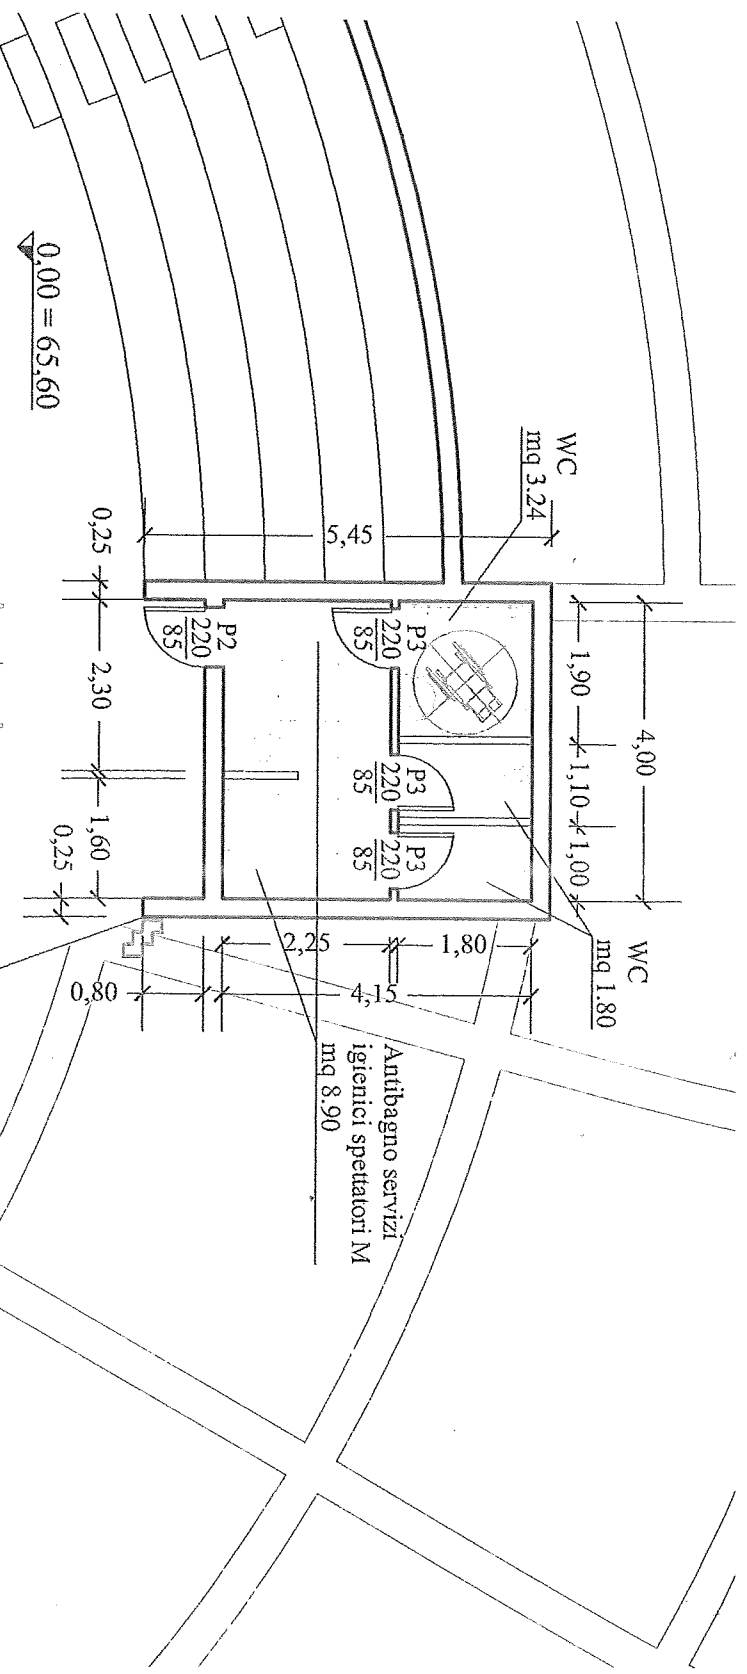 WC
mq 3.24
WC
mq 1.80
Antibagno servizi
igienici spettatori M
mq 8.90
0,00 = 65,60
4,00
1,90
1,10
1,00
5,45
P3
220
85
P3
220
85
P3
220
85
P2
220
85
1,80
2,25
4,15
0,80
0,25
2,30
1,60
0,25